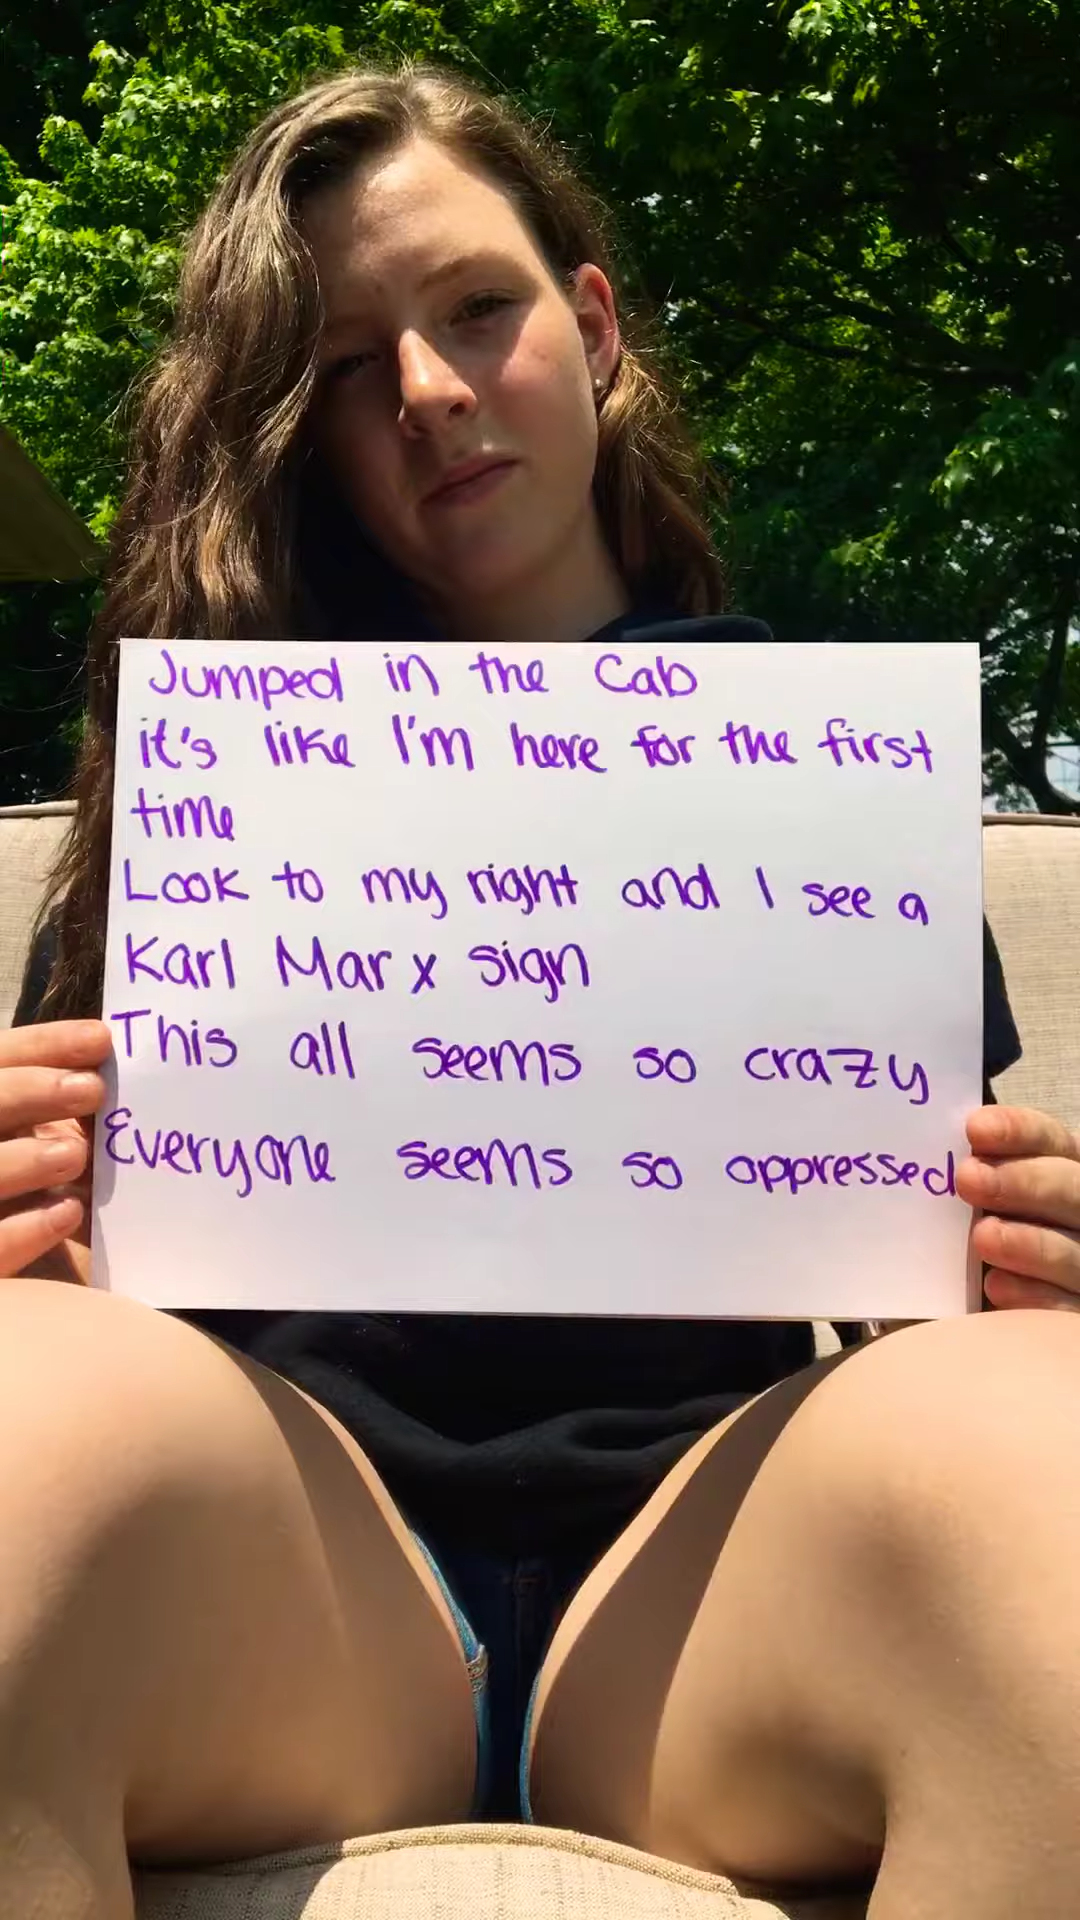 Jumped in the Cab
it's like I'm here for the first
time
Look to my right and I see a
Karl Marx sign
This all seems so crazy
Everyone seems so oppressed